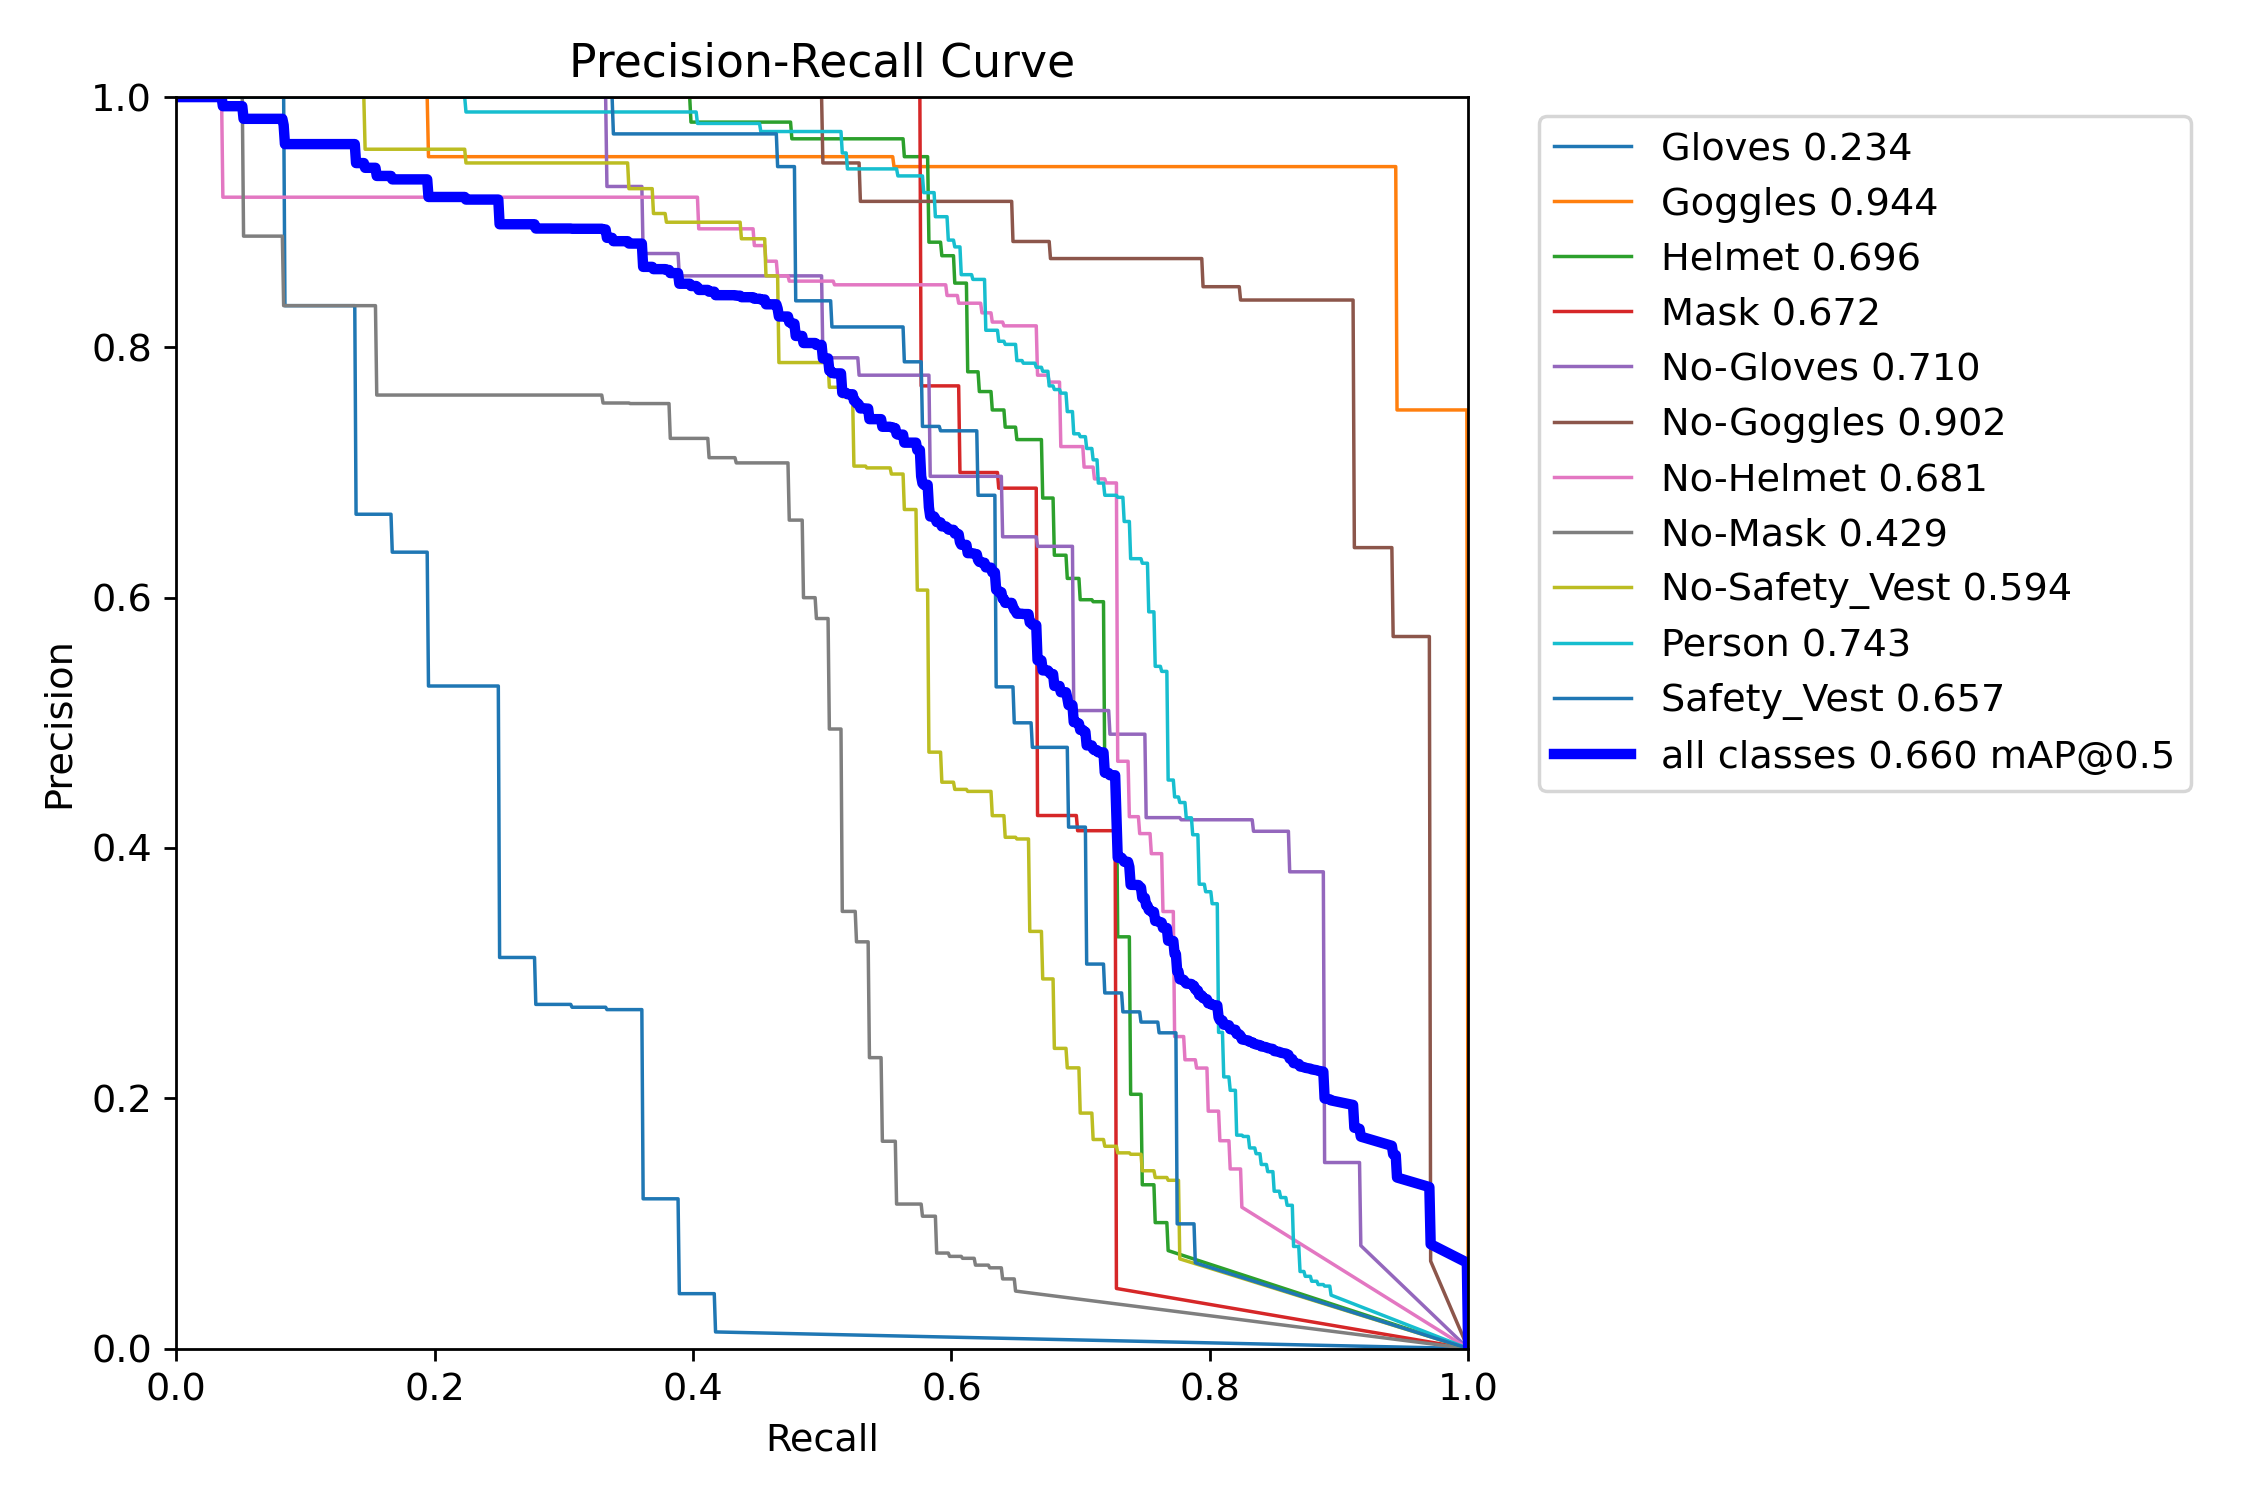 Precision-Recall Curve
1.0
0.8
0.6
0.4
0.2
0.0
Precision
0.0 0.2 0.4 0.6 0.8 1.0
Recall
Gloves 0.234
Goggles 0.944
Helmet 0.696
Mask 0.672
No-Gloves 0.710
No-Goggles 0.902
No-Helmet 0.681
No-Mask 0.429
No-Safety_Vest 0.594
Person 0.743
Safety_Vest 0.657
all classes 0.660 mAP@0.5